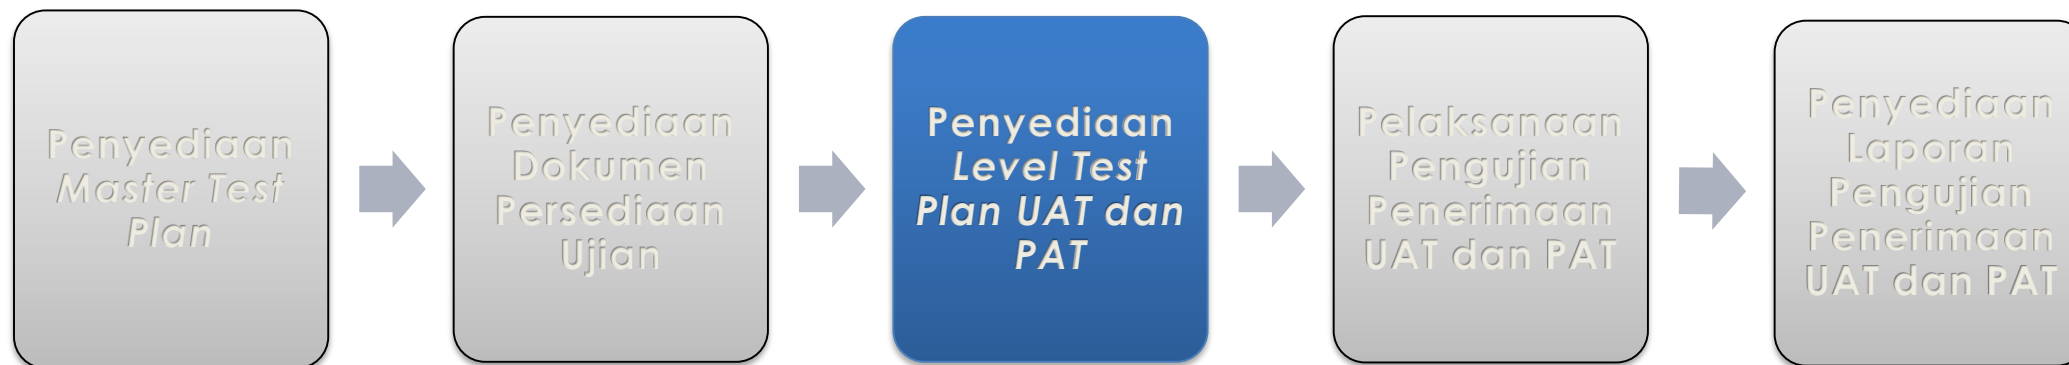 Penyediaan
Master Test
Plan
Penyediaan
Dokumen
Persediaan
Ujian
Penyediaan
Level Test
Plan UAT dan
PAT
Pelaksanaan
Pengujian
Penerimaan
UAT dan PAT
Penyediaan
Laporan
Pengujian
Penerimaan
UAT dan PAT